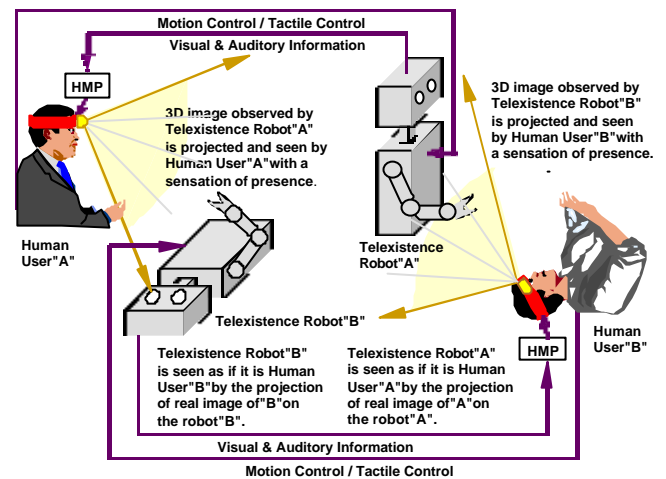 Motion Control / Tactile Control
Visual & Auditory Information
HMP
3D image observed by
Telexistence Robot"A"
is projected and seen by
Human User"A"with a
sensation of presence.
3D image observed by
Telexistence Robot"B"
is projected and seen
by Human User"B"with
a sensation of presence.
Human
User"A"
Telexistence
Robot"A"
Telexistence Robot"B"
Human
User"B"
HMP
Telexistence Robot"B"
is seen as if it is Human
User"B"by the projection
of real image of"B"on
the robot"B".
Telexistence Robot"A"
is seen as if it is Human
User"A"by the projection
of real image of"A"on
the robot"A".
Visual & Auditory Information
Motion Control / Tactile Control